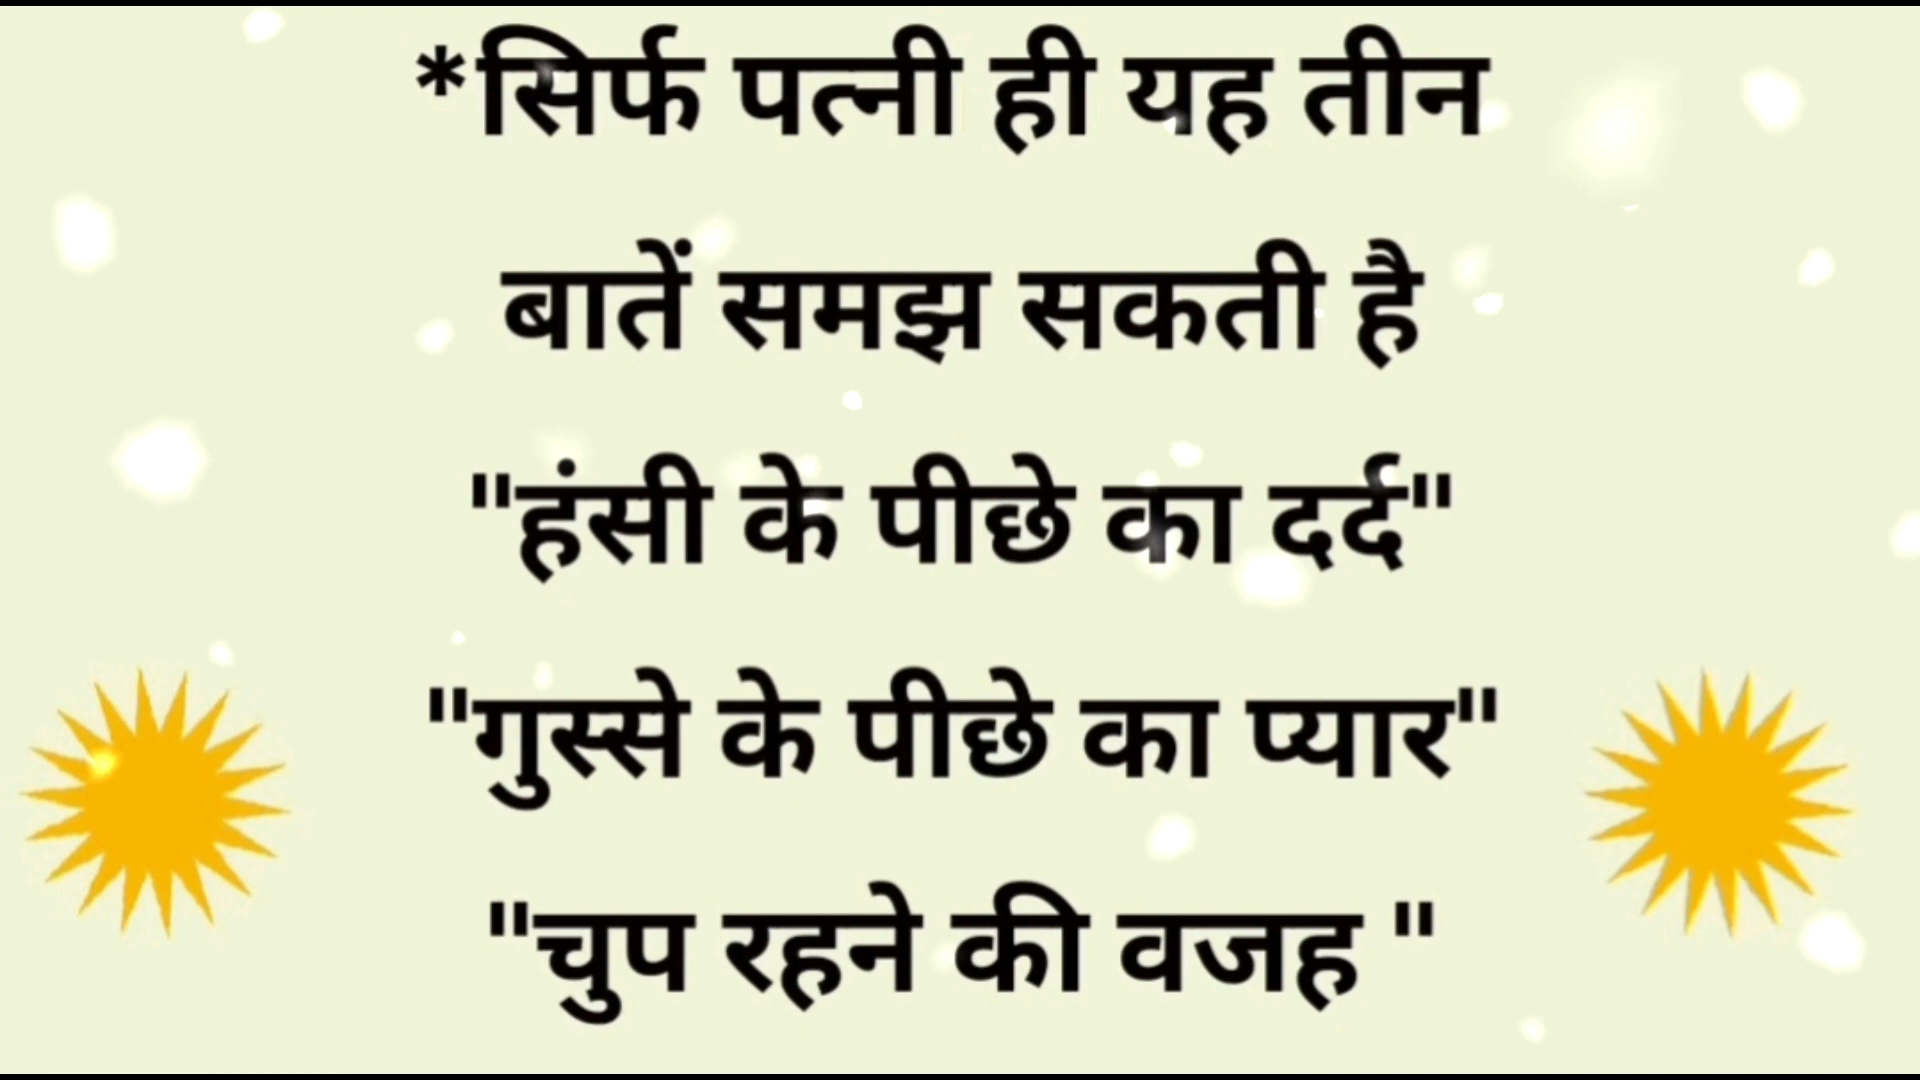 *सिर्फ पत्नी ही यह तीन
बातें समझ सकती है
"हंसी के पीछे का दर्द"
"गुस्से के पीछे का प्यार"
"चुप रहने की वजह "